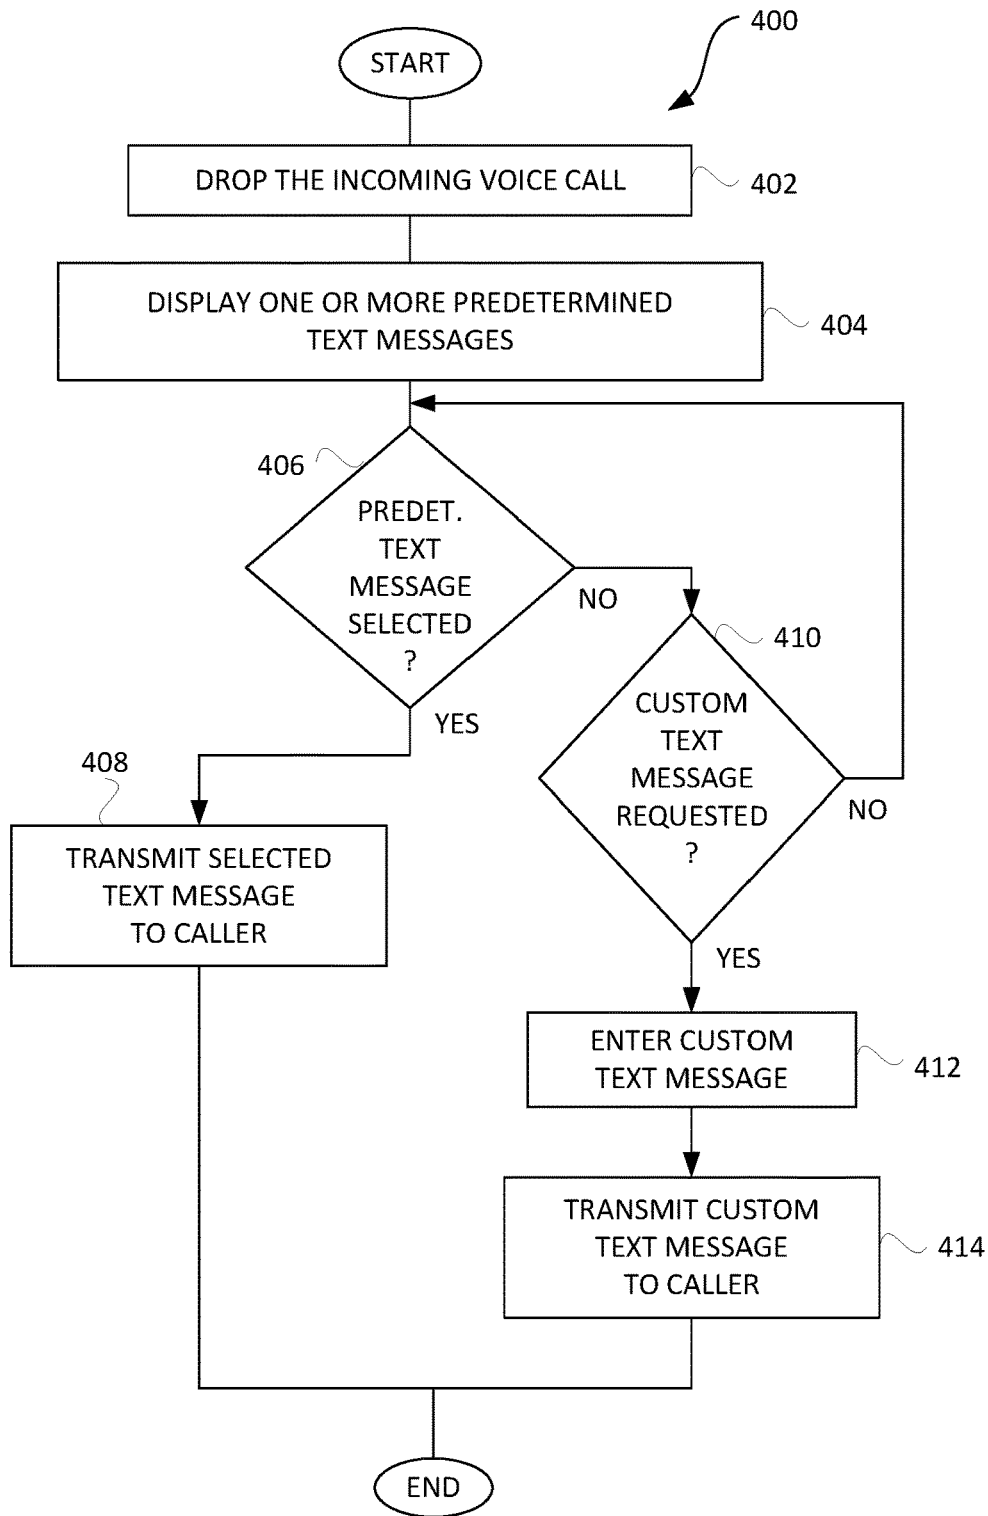 400
START
DROP THE INCOMING VOICE CALL
402
DISPLAY ONE OR MORE PREDETERMINED
TEXT MESSAGES
404
406
PREDET.
TEXT
MESSAGE
SELECTED
?
NO
YES
410
CUSTOM
TEXT
MESSAGE
REQUESTED
?
NO
YES
408
TRANSMIT SELECTED
TEXT MESSAGE
TO CALLER
ENTER CUSTOM
TEXT MESSAGE
412
TRANSMIT CUSTOM
TEXT MESSAGE
TO CALLER
414
END